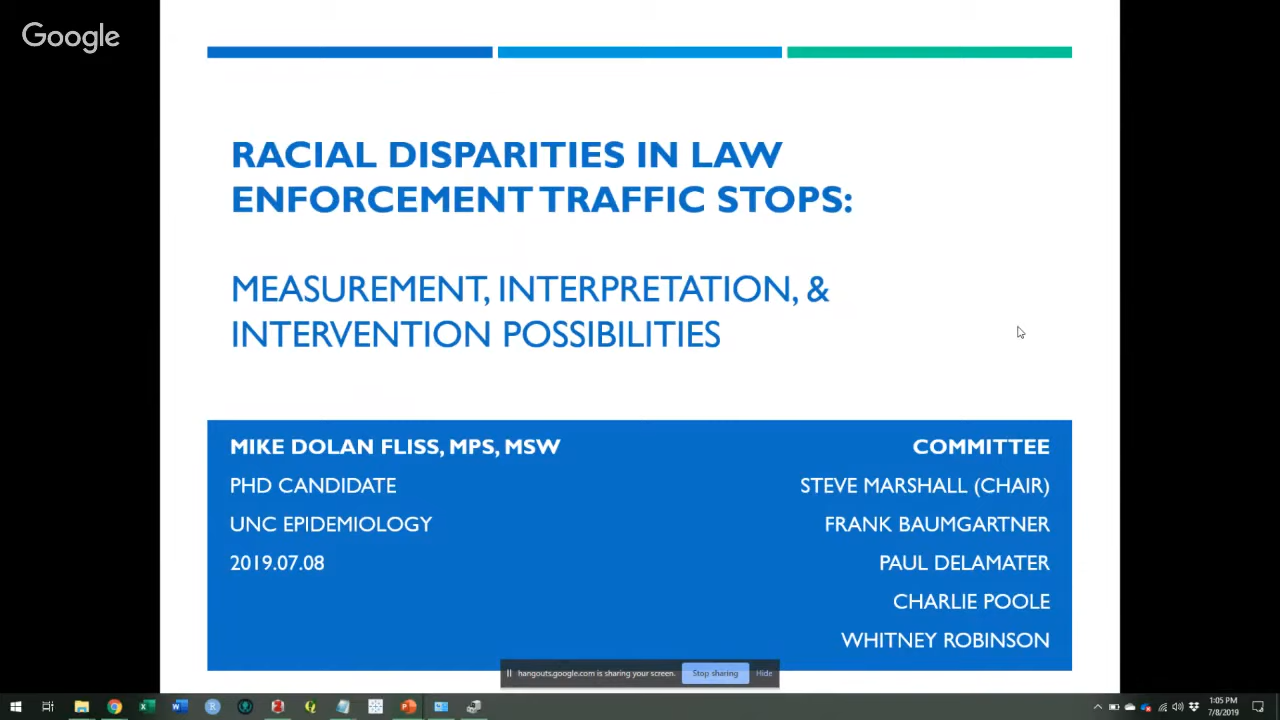 Google
RACIAL DISPARITIES IN LAW
ENFORCEMENT TRAFFIC STOPS:
MEASUREMENT, INTERPRETATION, &
INTERVENTION POSSIBILITIES
MIKE DOLAN FLISS, MPS, MSW
PHD CANDIDATE
UNC EPIDEMIOLOGY
2019.07.08
COMMITTEE
STEVE MARSHALL (CHAIR)
FRANK BAUMGARTNER
PAUL DELAMATER
CHARLIE POOLE
WHITNEY ROBINSON
hangouts.google.com is sharing your screen. Stop sharing Hide
1:05 PM
7/8/2019